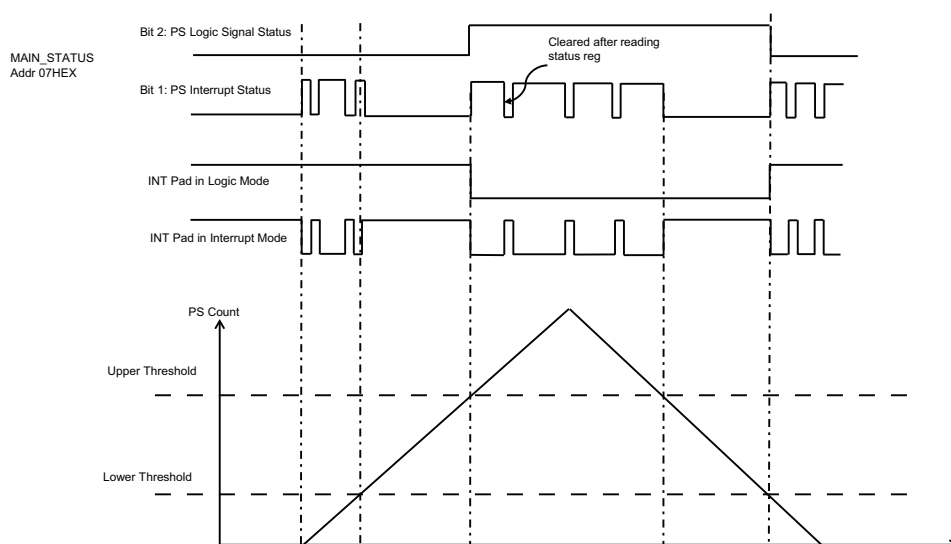 Bit 2: PS Logic Signal Status
Cleared after reading
status reg
MAIN_STATUS
Addr 07HEX
Bit 1: PS Interrupt Status
INT Pad in Logic Mode
INT Pad in Interrupt Mode
PS Count
Upper Threshold
Lower Threshold